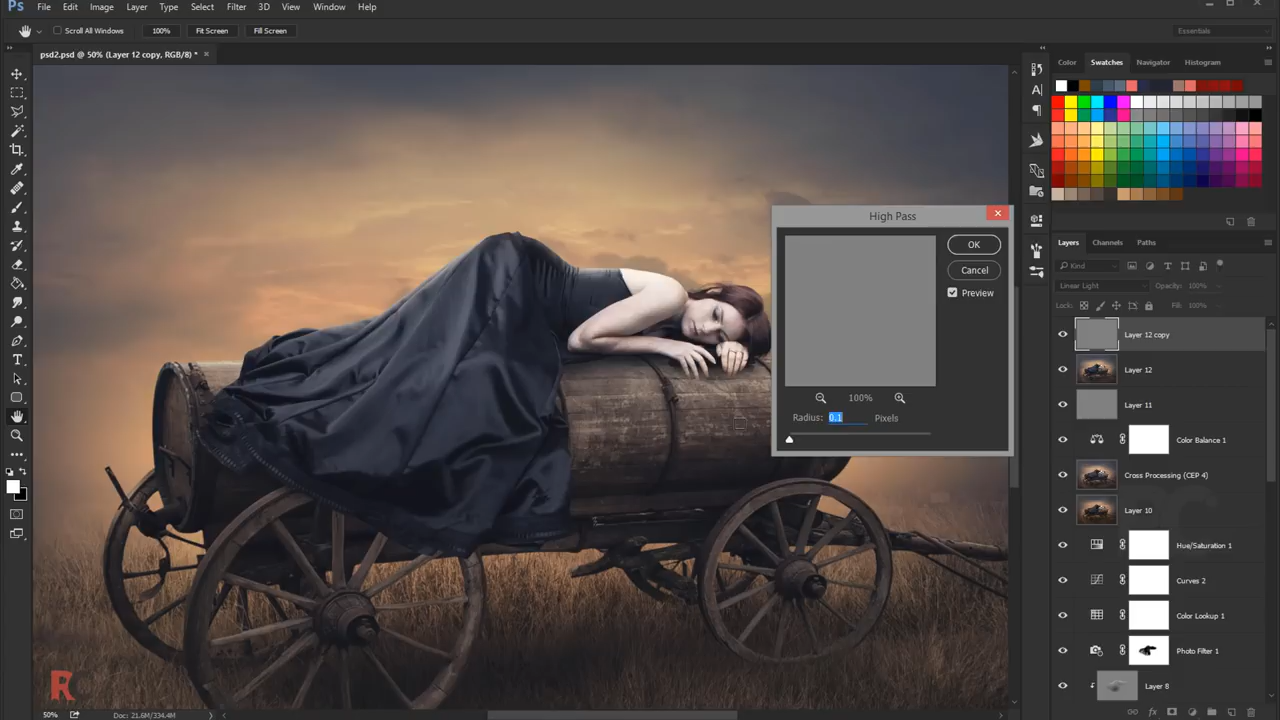 Ps File Edit Image Layer Type Select Filter 3D View Window Help
Scroll All Windows 100% Fit Screen Fill Screen Essentials
psd2.psd @ 50% (Layer 12 copy, RGB/8) *
Color Swatches Navigator Histogram
High Pass
OK
Cancel
Preview
100%
Radius: 0.1 Pixels
Layers Channels Paths
Kind
Linear Light Opacity: 100%
Lock: Fill: 100%
Layer 12 copy
Layer 12
Layer 11
Color Balance 1
Cross Processing (CEP 4)
Layer 10
Hue/Saturation 1
Curves 2
Color Lookup 1
Photo Filter 1
Layer 8
R
50% Doc: 21.6M/334.4M